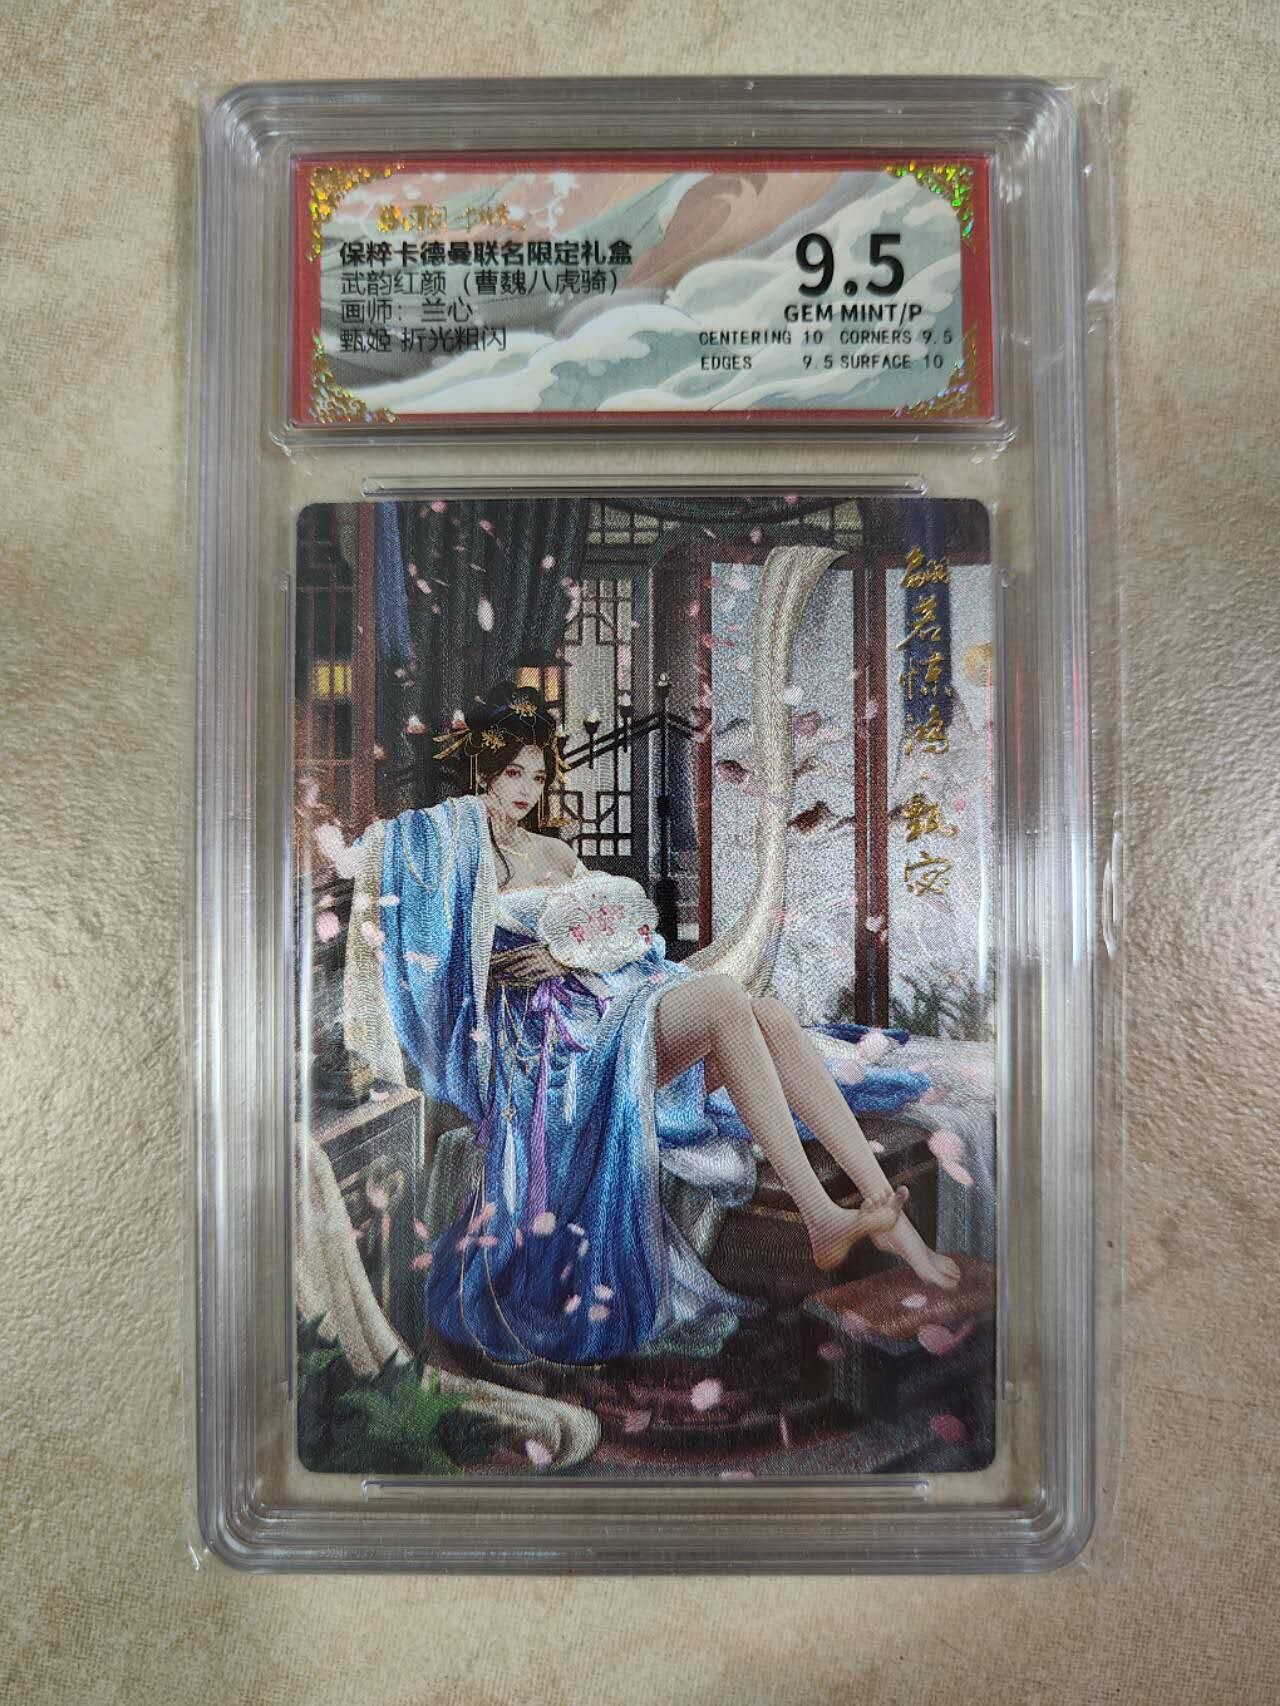 保粹卡德曼联名限定礼盒
武韵红颜（曹魏八虎骑）
画师：兰心
甄姬 折光粗闪
9.5
GEM MINT/P
CENTERING 10 CORNERS 9.5
EDGES 9.5 SURFACE 10
翩若惊鸿·甄宓